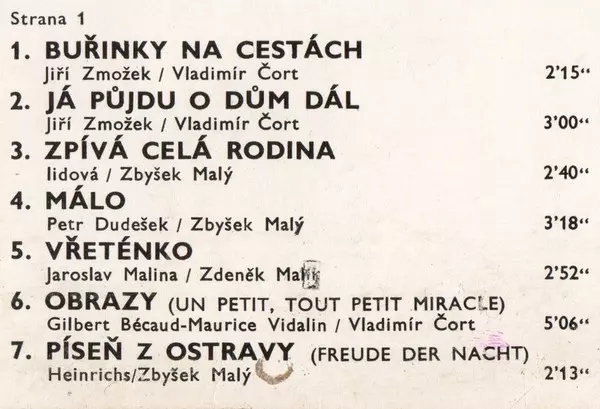 Strana 1
1. BUŘINKY NA CESTÁCH
Jiří Zmožek / Vladimír Čort 2'15"
2. JÁ PŮJDU O DŮM DÁL
Jiří Zmožek / Vladimír Čort 3'00"
3. ZPÍVÁ CELÁ RODINA
lidová / Zbyšek Malý 2'40"
4. MÁLO
Petr Dudešek / Zbyšek Malý 3'18"
5. VŘETÉNKO
Jaroslav Malina / Zdeněk 2'52"
6. OBRAZY (UN PETIT, TOUT PETIT MIRACLE)
Gilbert Bécaud-Maurice Vidalin / Vladimír Čort 5'06"
7. PÍSEŇ Z OSTRAVY (FREUDE DER NACHT)
Heinrichs/Zbyšek Malý 2'13"